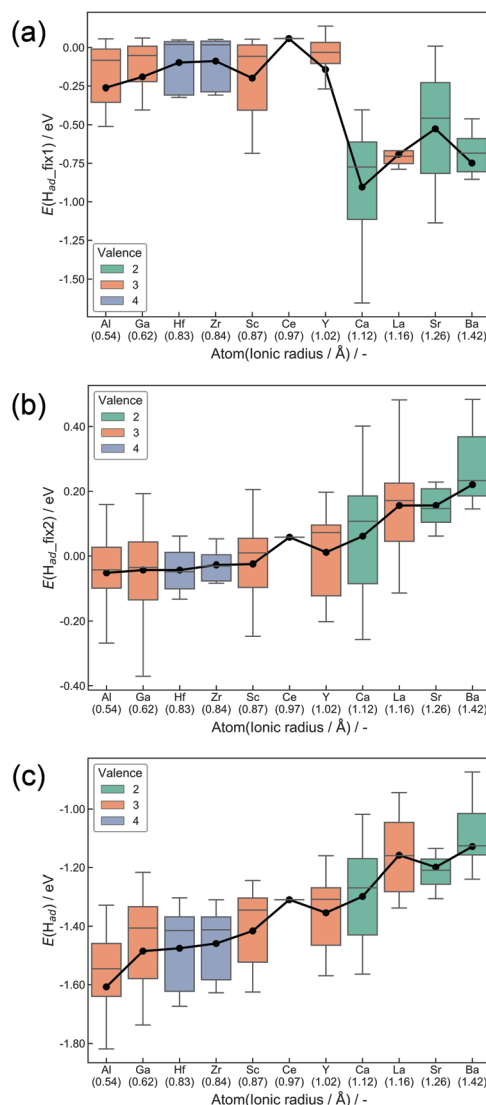 (a)
E(Had_fix1) / eV
0.00
-0.25
-0.50
-0.75
-1.00
-1.25
-1.50
Valence
2
3
4
Al Ga Hf Zr Sc Ce Y Ca La Sr Ba
(0.54) (0.62) (0.83) (0.84) (0.87) (0.97) (1.02) (1.12) (1.16) (1.26) (1.42)
Atom(Ionic radius / Å) / -
(b)
E(Had_fix2) / eV
0.40
0.20
0.00
-0.20
-0.40
Valence
2
3
4
Al Ga Hf Zr Sc Ce Y Ca La Sr Ba
(0.54) (0.62) (0.83) (0.84) (0.87) (0.97) (1.02) (1.12) (1.16) (1.26) (1.42)
Atom(Ionic radius / Å) / -
(c)
E(Had) / eV
-1.00
-1.20
-1.40
-1.60
-1.80
Valence
2
3
4
Al Ga Hf Zr Sc Ce Y Ca La Sr Ba
(0.54) (0.62) (0.83) (0.84) (0.87) (0.97) (1.02) (1.12) (1.16) (1.26) (1.42)
Atom(Ionic radius / Å) / -